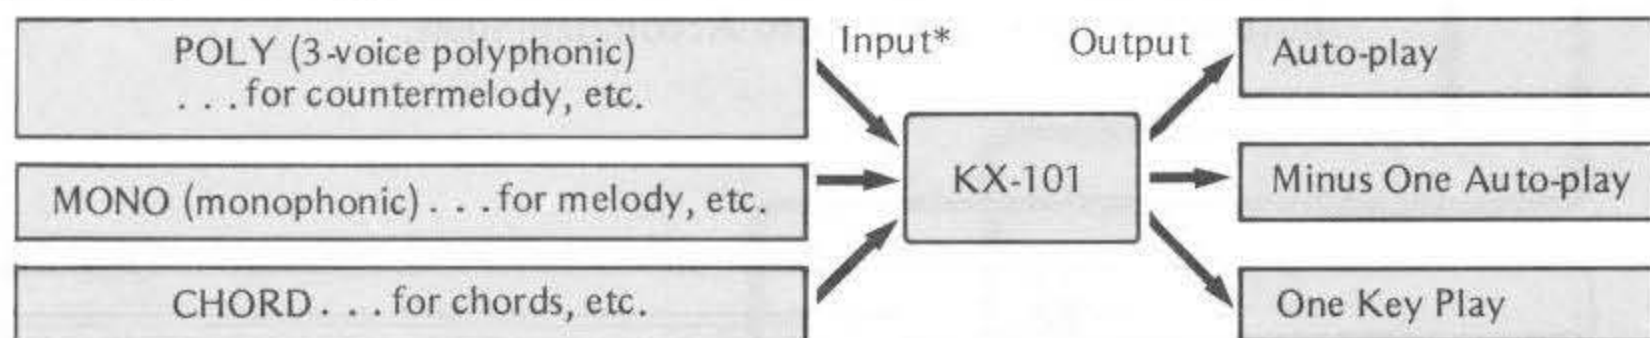 POLY (3-voice polyphonic)
. . . for countermelody, etc.
MONO (monophonic) . . . for melody, etc.
CHORD . . . for chords, etc.
Input*
KX-101
Output
Auto-play
Minus One Auto-play
One Key Play